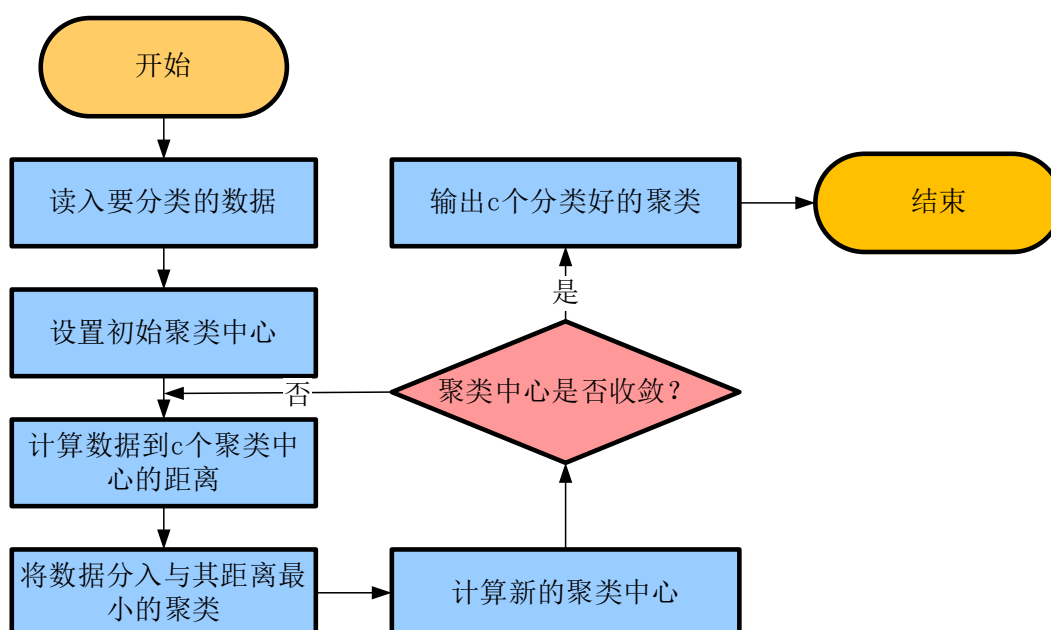 开始
读入要分类的数据
设置初始聚类中心
计算数据到c个聚类中
心的距离
将数据分入与其距离最
小的聚类
计算新的聚类中心
聚类中心是否收敛？
否
是
输出c个分类好的聚类
结束